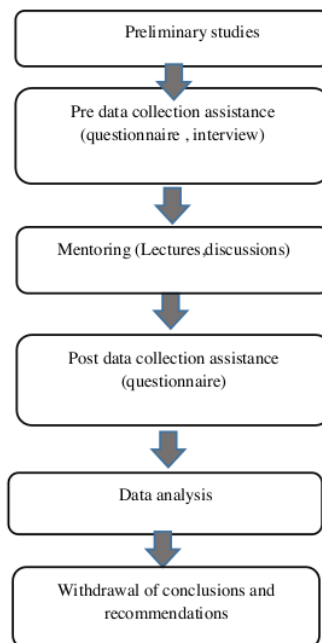 Preliminary studies
Pre data collection assistance
(questionnaire , interview)
Mentoring (Lectures,discussions)
Post data collection assistance
(questionnaire)
Data analysis
Withdrawal of conclusions and
recommendations